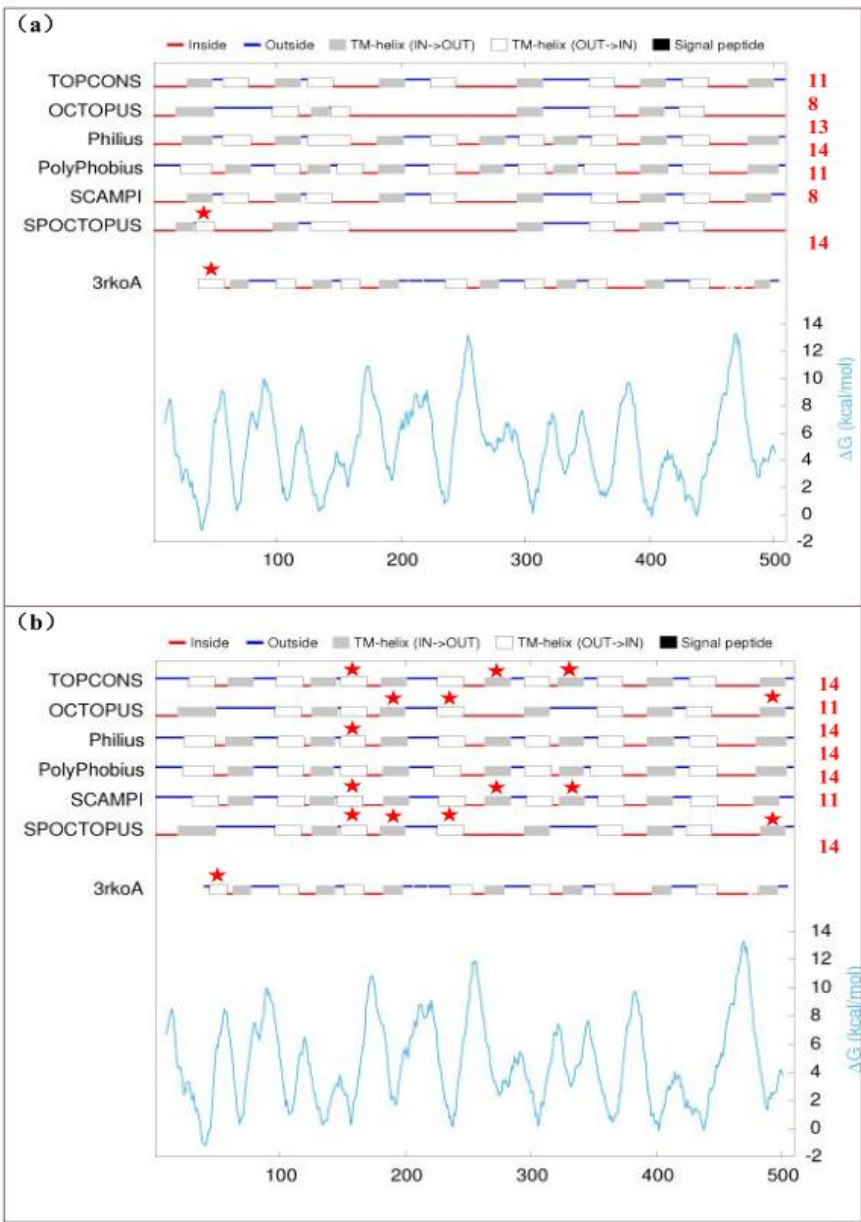 （a）
Inside Outside TM-helix (IN->OUT) TM-helix (OUT->IN) Signal peptide
TOPCONS 11
OCTOPUS 8
Philius 13
PolyPhobius 14
SCAMPI 11
SPOCTOPUS 8
3rkoA 14
14
12
10
8
6
4
2
0
-2
ΔG (kcal/mol)
100 200 300 400 500
（b）
Inside Outside TM-helix (IN->OUT) TM-helix (OUT->IN) Signal peptide
TOPCONS 14
OCTOPUS 11
Philius 14
PolyPhobius 14
SCAMPI 14
SPOCTOPUS 11
3rkoA 14
14
12
10
8
6
4
2
0
-2
ΔG (kcal/mol)
100 200 300 400 500